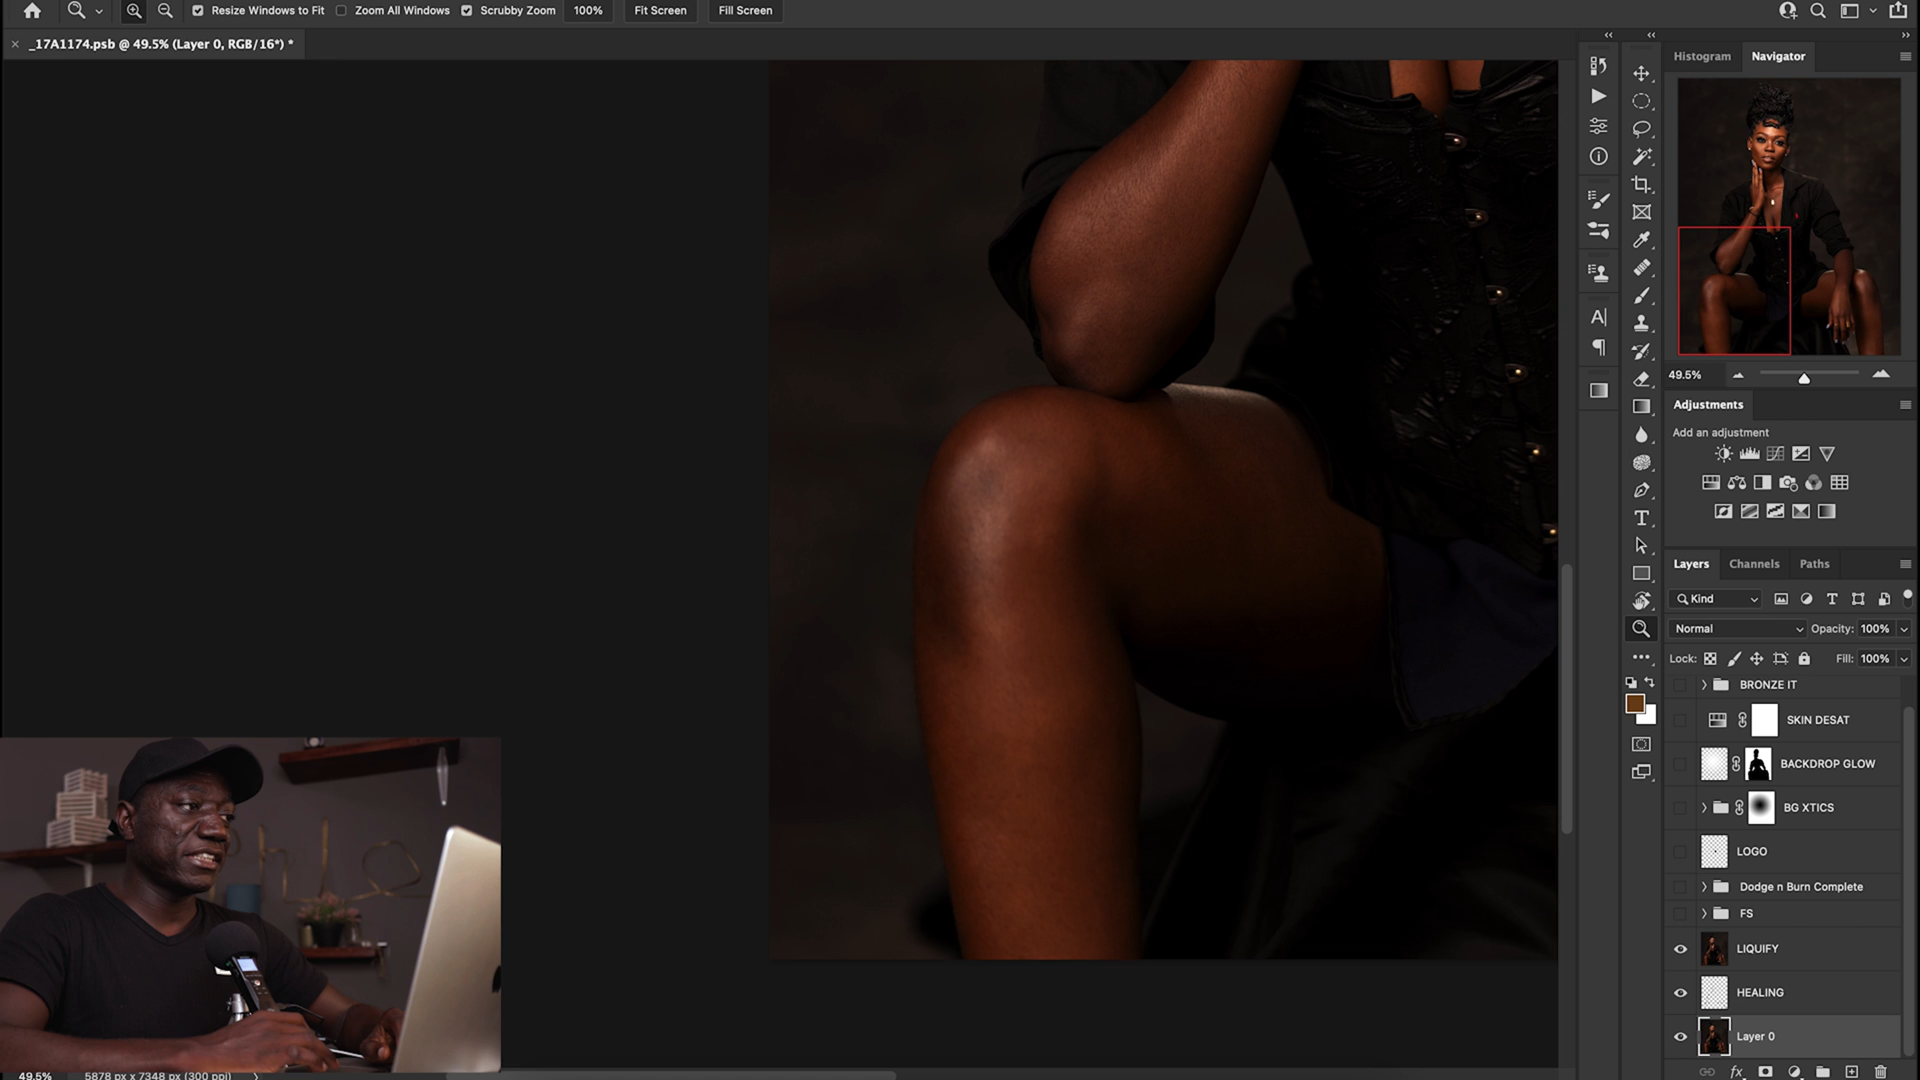 Resize Windows to Fit
Zoom All Windows
Scrubby Zoom
100%
Fit Screen
Fill Screen
_17A1174.psb @ 49.5% (Layer 0, RGB/16*) *
Histogram
Navigator
49.5%
Adjustments
Add an adjustment
Layers
Channels
Paths
Kind
Normal
Opacity: 100%
Lock:
Fill: 100%
BRONZE IT
SKIN DESAT
BACKDROP GLOW
BG XTICS
LOGO
Dodge n Burn Complete
FS
LIQUIFY
HEALING
Layer 0
49.5%
5878 px x 7348 px (300 ppi)